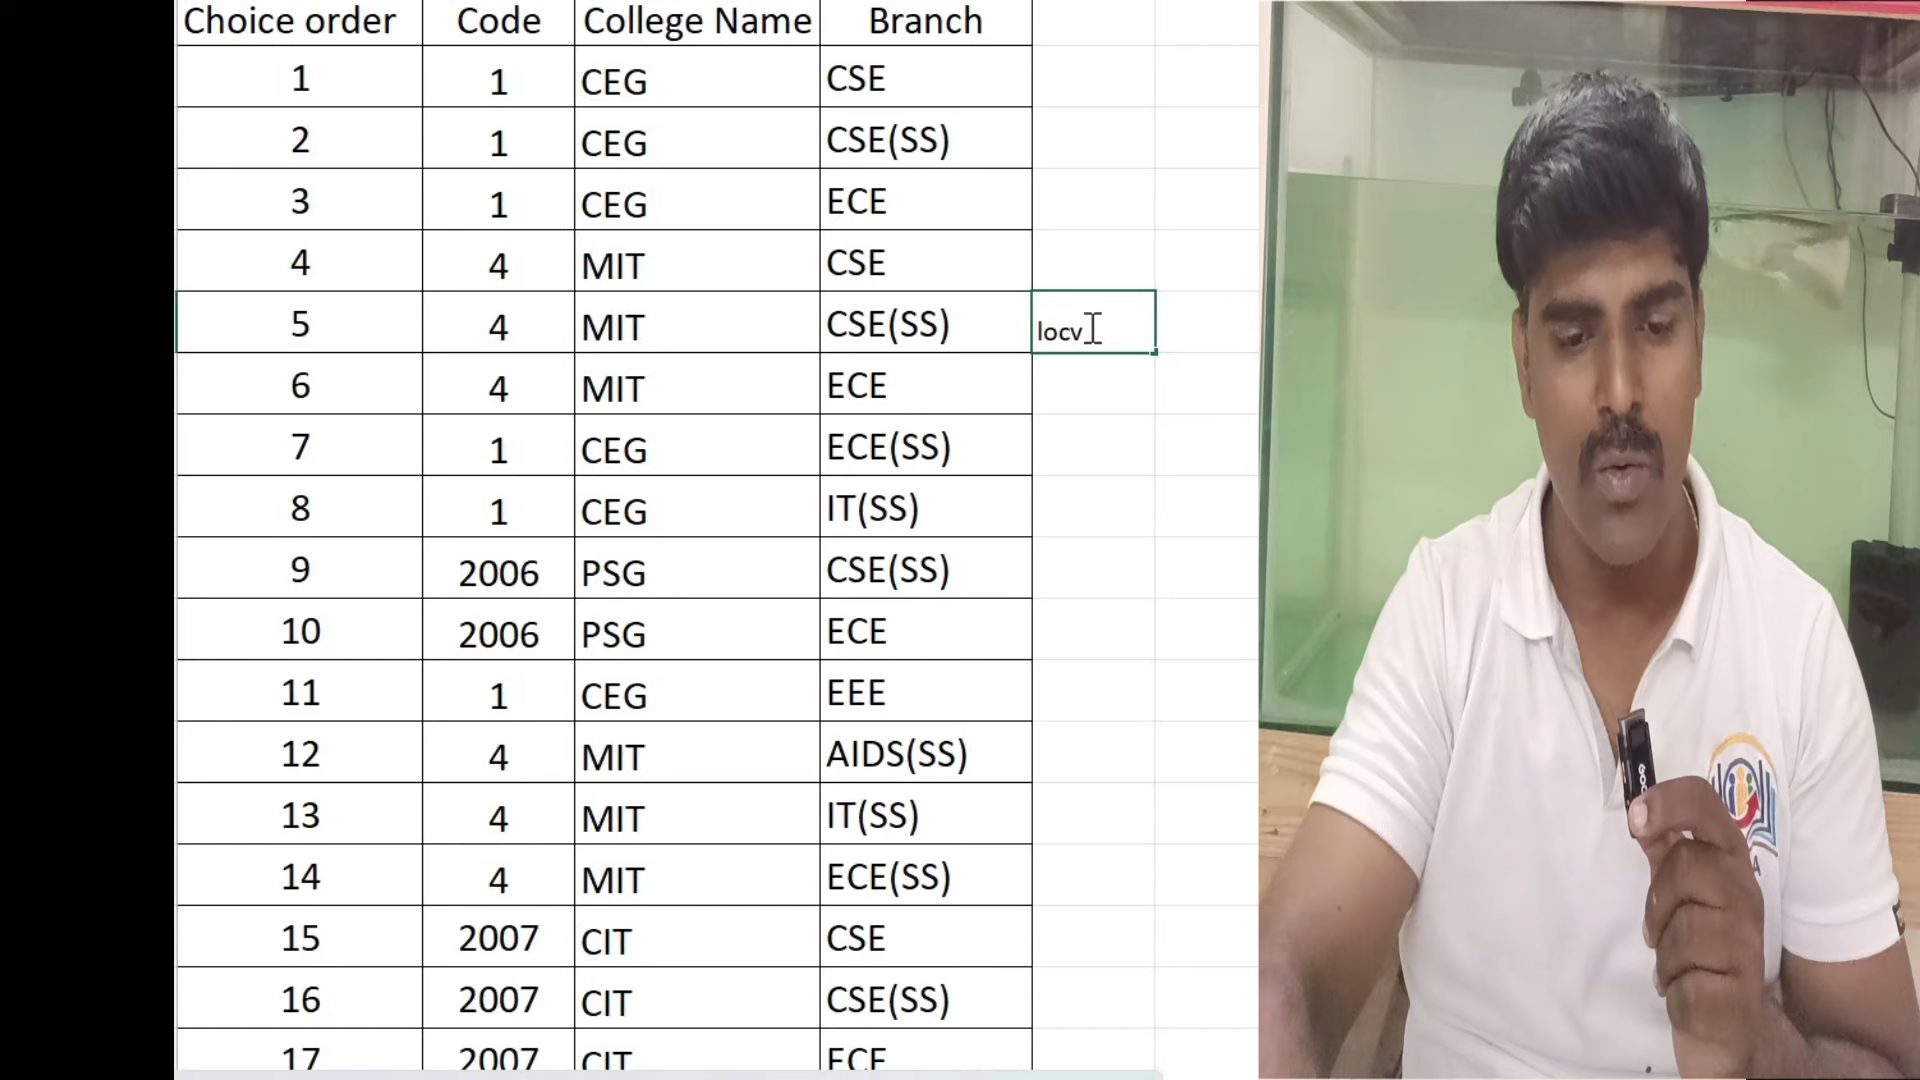 Choice order Code College Name Branch
1 1 CEG CSE
2 1 CEG CSE(SS)
3 1 CEG ECE
4 4 MIT CSE
5 4 MIT CSE(SS) locv
6 4 MIT ECE
7 1 CEG ECE(SS)
8 1 CEG IT(SS)
9 2006 PSG CSE(SS)
10 2006 PSG ECE
11 1 CEG EEE
12 4 MIT AIDS(SS)
13 4 MIT IT(SS)
14 4 MIT ECE(SS)
15 2007 CIT CSE
16 2007 CIT CSE(SS)
17 2007 CIT ECE